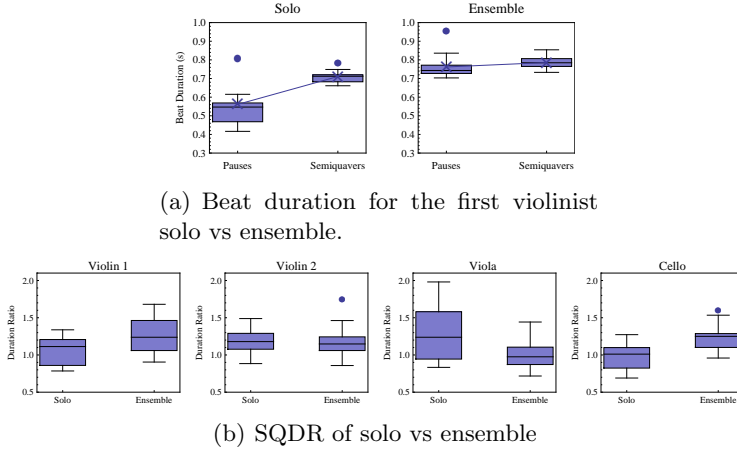 Solo
Ensemble
Beat Duration (s)
1.0
0.9
0.8
0.7
0.6
0.5
0.4
0.3
1.0
0.9
0.8
0.7
0.6
0.5
0.4
0.3
Pauses
Semiquavers
Pauses
Semiquavers
(a) Beat duration for the first violinist
solo vs ensemble.
Violin 1
Violin 2
Viola
Cello
Duration Ratio
2.0
1.5
1.0
0.5
Duration Ratio
2.0
1.5
1.0
0.5
Duration Ratio
2.0
1.5
1.0
0.5
Duration Ratio
2.0
1.5
1.0
0.5
Solo
Ensemble
Solo
Ensemble
Solo
Ensemble
Solo
Ensemble
(b) SQDR of solo vs ensemble